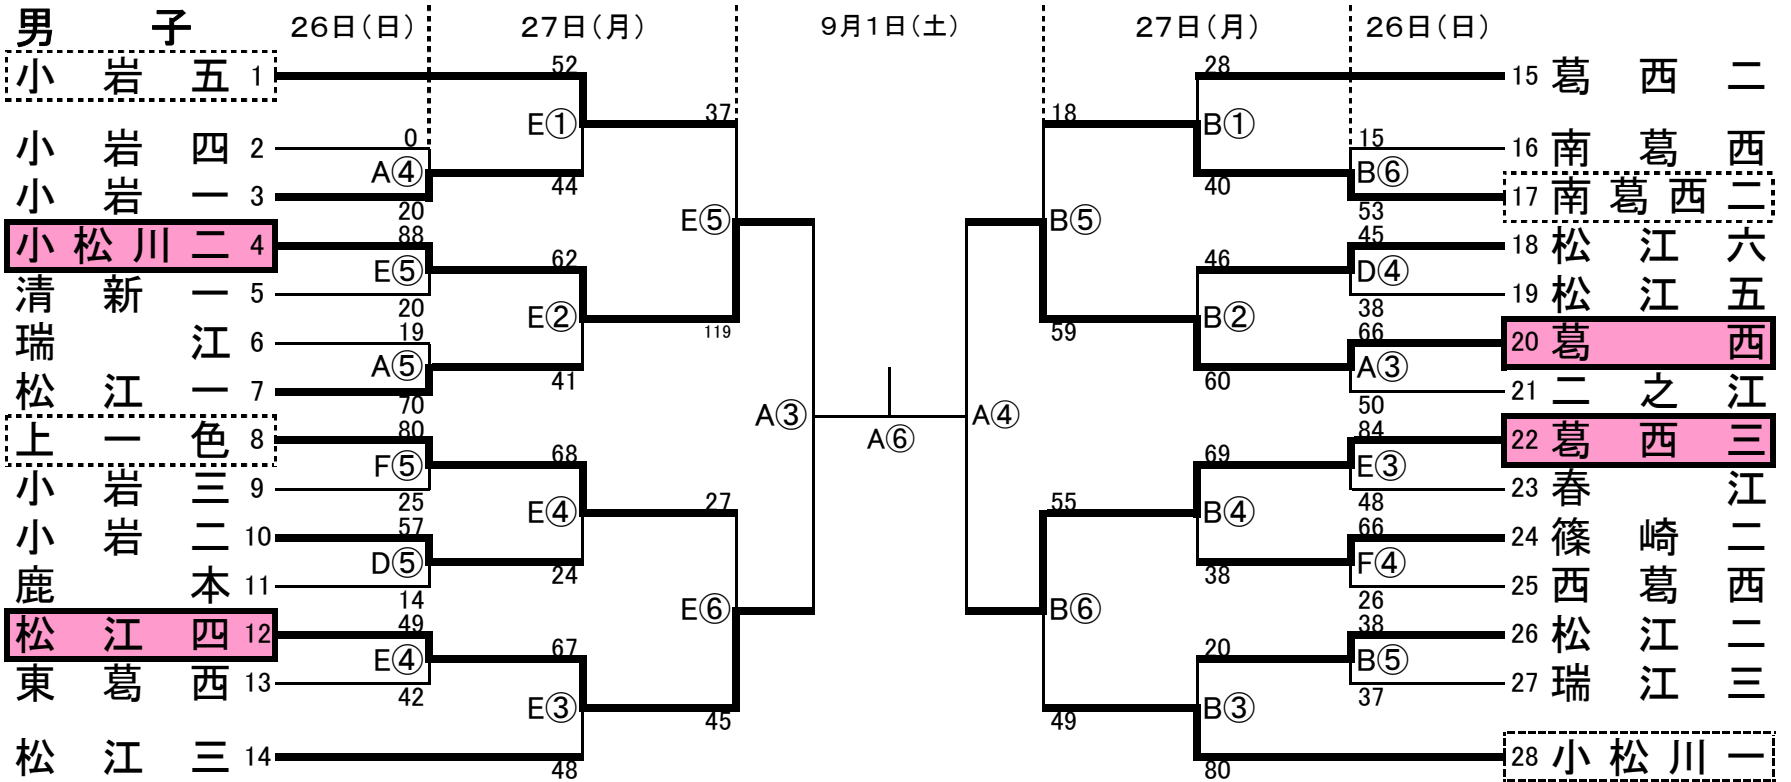 男子 26日(日) 27日(月) 9月1日(土) 27日(月) 26日(日)
小岩五 1
小岩四 2
小岩一 3
小松川二 4
清新一 5
瑞江 6
松江一 7
上一色 8
小岩三 9
小岩二 10
鹿本 11
松江四 12
東葛西 13
松江三 14
0
A④
20
88
E⑤
20
19
A⑤
70
80
F⑤
25
57
D⑤
14
49
E④
42
52
E①
44
62
E②
41
68
E④
24
67
E③
48
37
E⑤
119
27
E⑥
45
A③
A⑥
A④
18
B⑤
59
55
B⑥
49
28
B①
40
46
B②
60
69
B④
38
20
B③
80
15
B⑥
53
45
D④
38
66
A③
50
84
E③
48
66
F④
26
38
B⑤
37
15 葛西二
16 南葛西
17 南葛西二
18 松江六
19 松江五
20 葛西
21 二之江
22 葛西三
23 春江
24 篠崎二
25 西葛西
26 松江二
27 瑞江三
28 小松川一